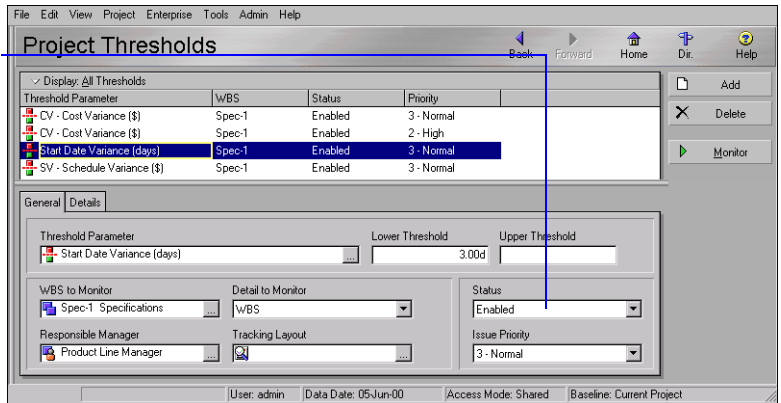 File Edit View Project Enterprise Tools Admin Help
Project Thresholds
Back Forward Home Dir. Help
Display: All Thresholds
Threshold Parameter WBS Status Priority
CV - Cost Variance ($) Spec-1 Enabled 3 - Normal
CV - Cost Variance ($) Spec-1 Enabled 2 - High
Start Date Variance (days) Spec-1 Enabled 3 - Normal
SV - Schedule Variance ($) Spec-1 Enabled 3 - Normal
Add
Delete
Monitor
General Details
Threshold Parameter Lower Threshold Upper Threshold
Start Date Variance (days) ... 3.00d
WBS to Monitor Detail to Monitor Status
Spec-1 Specifications ... WBS Enabled
Responsible Manager Tracking Layout Issue Priority
Product Line Manager ... ... 3 - Normal
User: admin Data Date: 05-Jun-00 Access Mode: Shared Baseline: Current Project